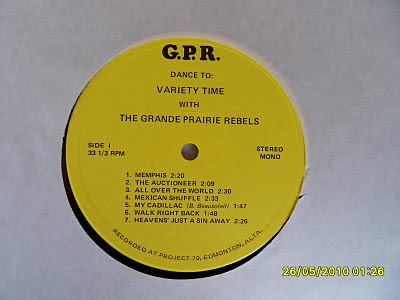 G.P.R.
DANCE TO:
VARIETY TIME
WITH
THE GRANDE PRAIRIE REBELS
SIDE I
33 1/3 RPM
STEREO
MONO
1. MEMPHIS 2:20
2. THE AUCTIONEER 2:09
3. ALL OVER THE WORLD 2:30
4. MEXICAN SHUFFLE 2:33
5. MY CADILLAC (B. Beausoleil) 1:47
6. WALK RIGHT BACK 1:48
7. HEAVENS' JUST A SIN AWAY 2:26
RECORDED AT PROJECT 70, EDMONTON, ALTA.
26/05/2010 01:26